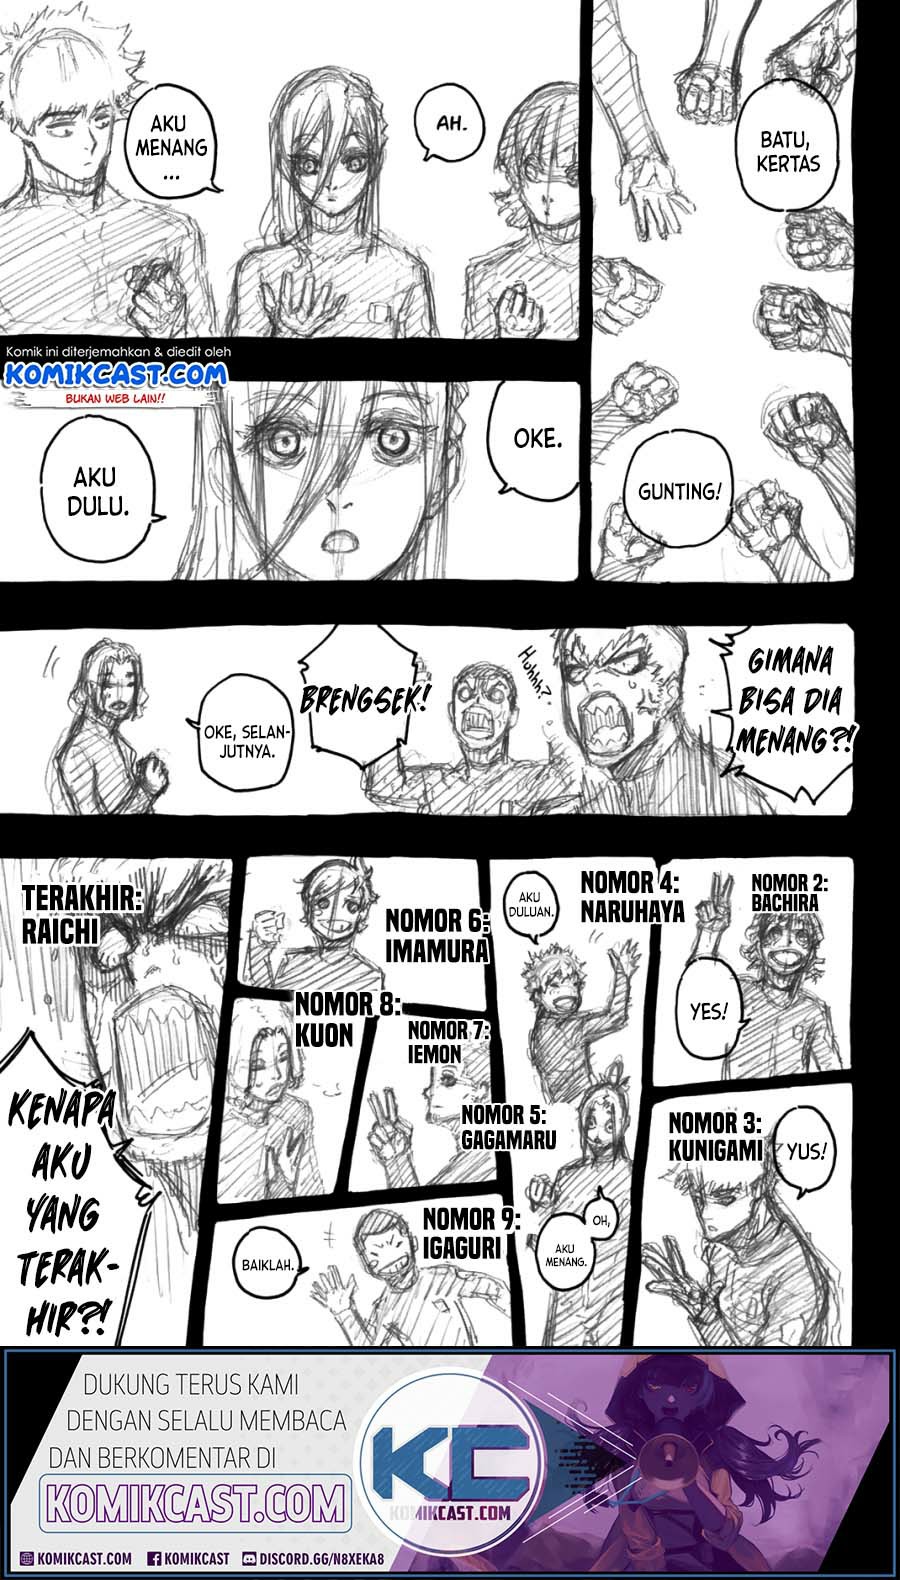 BATU,
KERTAS
GUNTING!
AH.
AKU
MENANG
...
Komik ini diterjemahkan & diedit oleh
KOMIKCAST.COM
BUKAN WEB LAIN!!
OKE.
AKU
DULU.
GIMANA
BISA DIA
MENANG?!
Huhhh?
BRENGSEK!
OKE, SELAN-
JUTNYA.
NOMOR 2:
BACHIRA
YES!
NOMOR 3:
KUNIGAMI
YUS!
NOMOR 4:
NARUHAYA
AKU
DULUAN.
NOMOR 5:
GAGAMARU
OH,
AKU
MENANG.
NOMOR 6:
IMAMURA
NOMOR 7:
IEMON
NOMOR 8:
KUON
NOMOR 9:
IGAGURI
BAIKLAH.
TERAKHIR:
RAICHI
KENAPA
AKU
YANG
TERAK-
HIR?!
DUKUNG TERUS KAMI
DENGAN SELALU MEMBACA
DAN BERKOMENTAR DI
KOMIKCAST.COM
KC
KOMIKCAST.COM
KOMIKCAST.COM KOMIKCAST DISCORD.GG/N8XEKA8